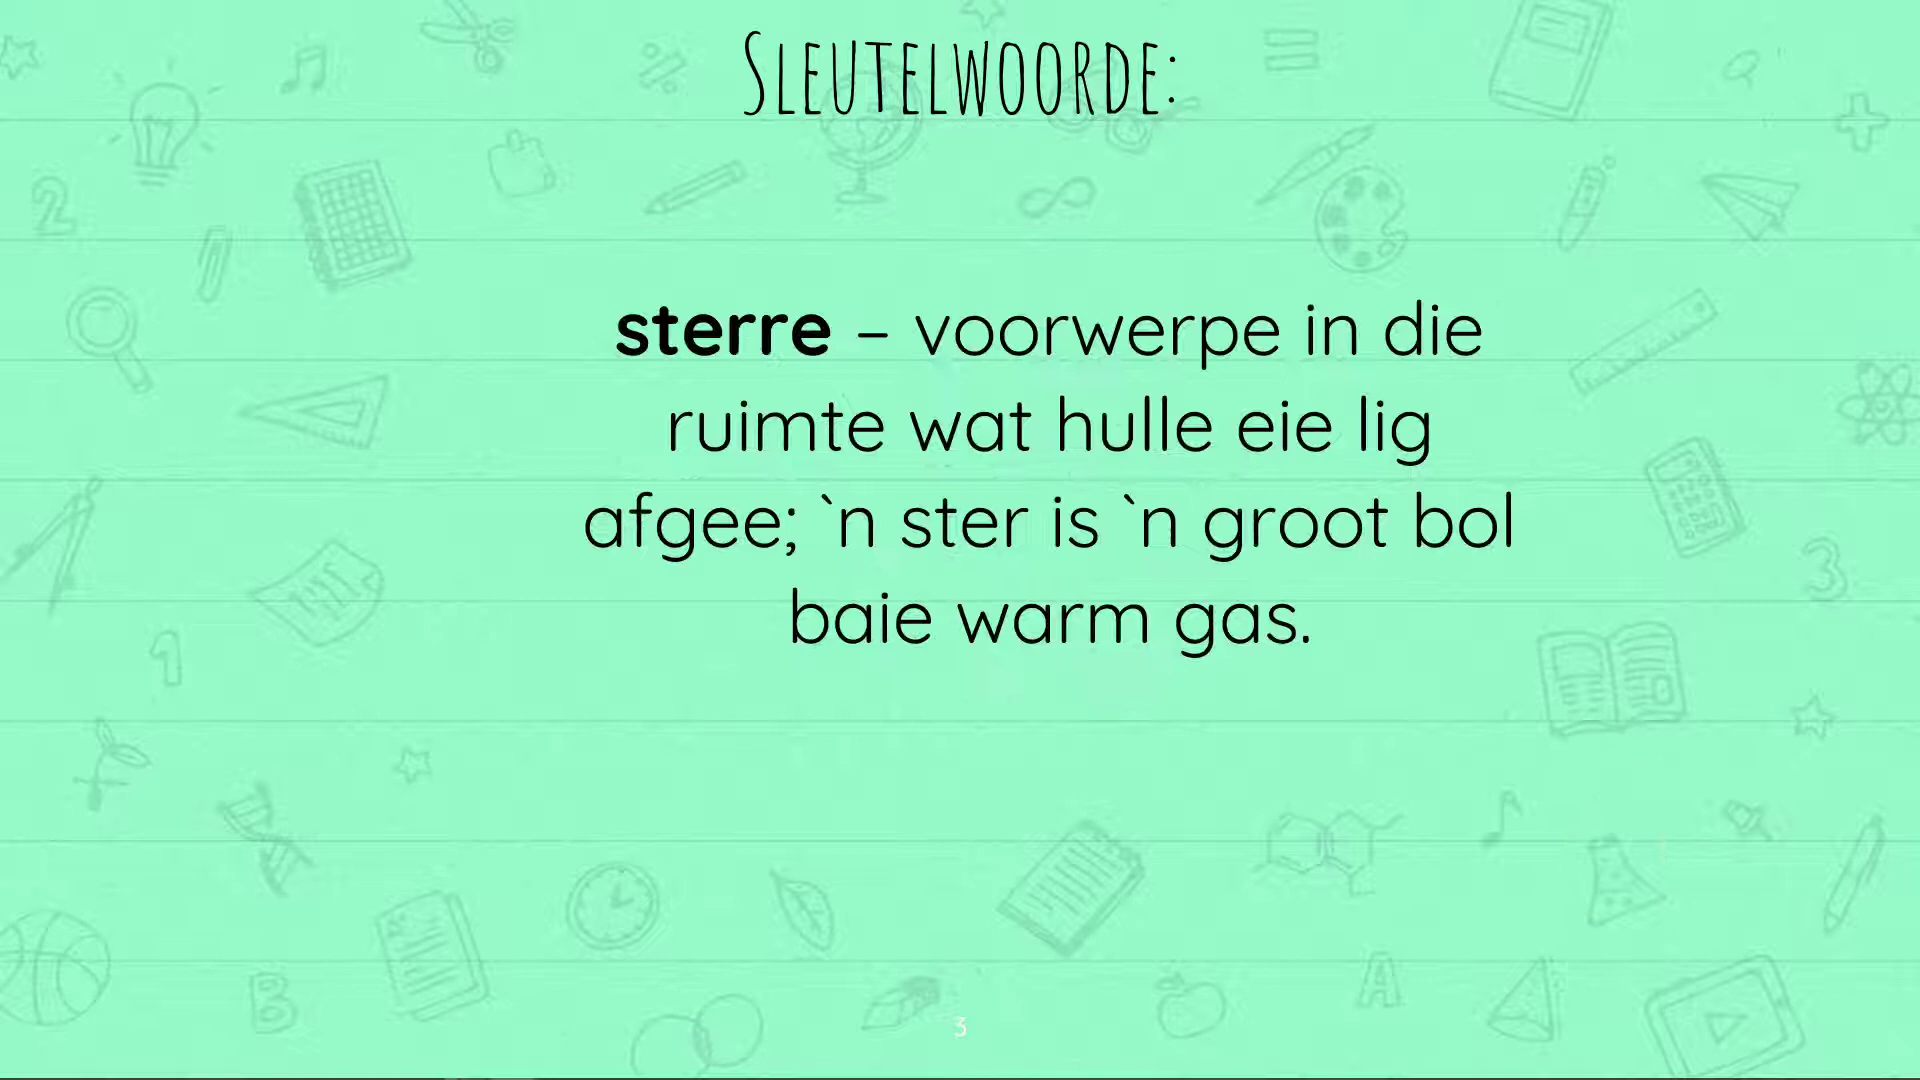 SLEUTELWOORDE:
sterre – voorwerpe in die
ruimte wat hulle eie lig
afgee; `n ster is `n groot bol
baie warm gas.
3